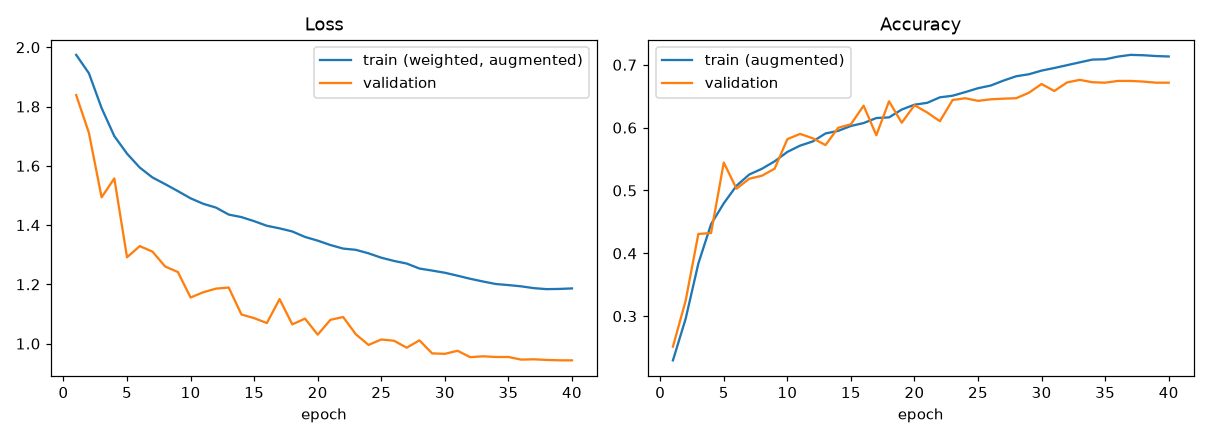 Loss
2.0
1.8
1.6
1.4
1.2
1.0
train (weighted, augmented)
validation
0 5 10 15 20 25 30 35 40
epoch
Accuracy
0.7
0.6
0.5
0.4
0.3
train (augmented)
validation
0 5 10 15 20 25 30 35 40
epoch